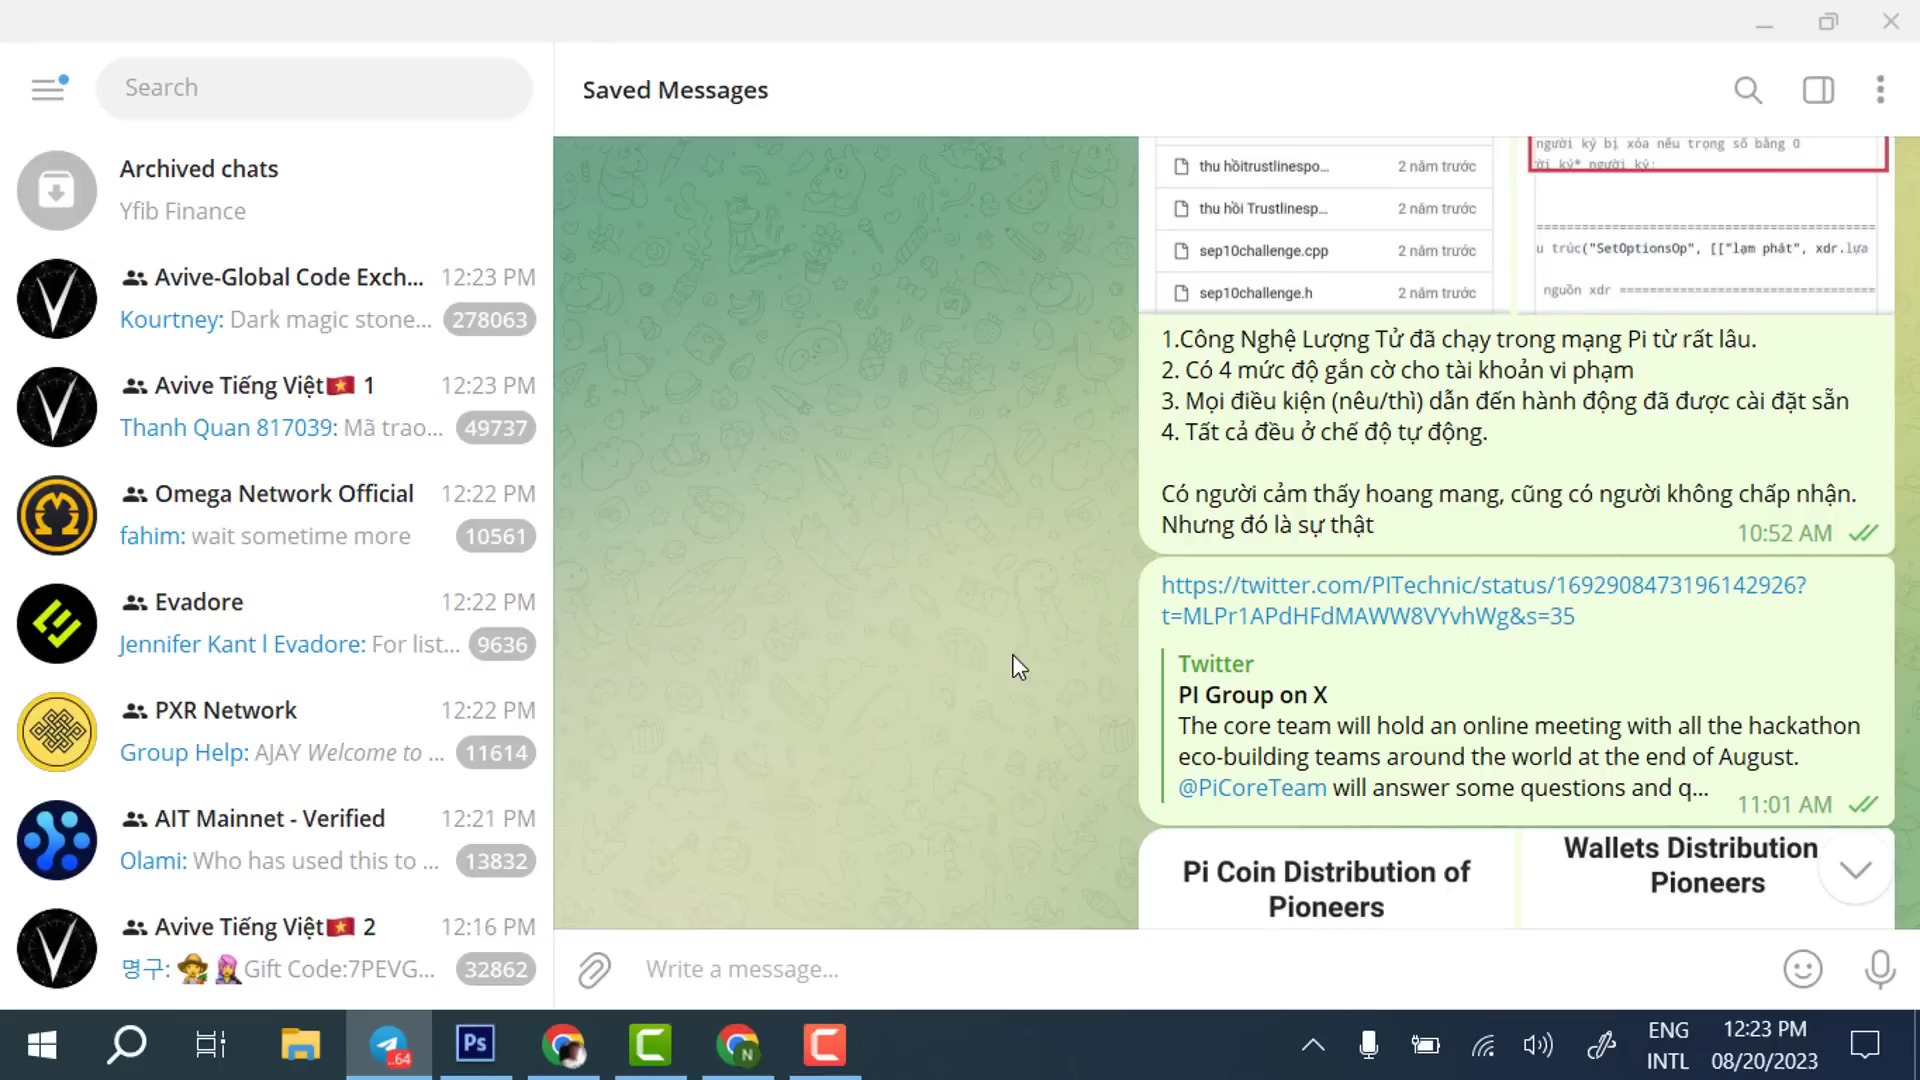 Search
Saved Messages
Archived chats
Yfib Finance
Avive-Global Code Exch... 12:23 PM
Kourtney: Dark magic stone... 278063
Avive Tiếng Việt🇻🇳 1 12:23 PM
Thanh Quan 817039: Mã trao... 49737
Omega Network Official 12:22 PM
fahim: wait sometime more 10561
Evadore 12:22 PM
Jennifer Kant l Evadore: For list... 9636
PXR Network 12:22 PM
Group Help: AJAY Welcome to ... 11614
AIT Mainnet - Verified 12:21 PM
Olami: Who has used this to ... 13832
Avive Tiếng Việt🇻🇳 2 12:16 PM
명구: Gift Code:7PEVG... 32862
thu hồitrustlinespo... 2 năm trước
thu hồi Trustlinesp... 2 năm trước
sep10challenge.cpp 2 năm trước
sep10challenge.h 2 năm trước
người ký bị xóa nếu trọng số bằng 0
ời ký* người ký:
========================================
u trúc("SetOptionsOp", [["lạm phát", xdr.lựa
nguồn xdr ==================================
1.Công Nghệ Lượng Tử đã chạy trong mạng Pi từ rất lâu.
2. Có 4 mức độ gắn cờ cho tài khoản vi phạm
3. Mọi điều kiện (nêu/thì) dẫn đến hành động đã được cài đặt sẵn
4. Tất cả đều ở chế độ tự động.
Có người cảm thấy hoang mang, cũng có người không chấp nhận.
Nhưng đó là sự thật
10:52 AM
https://twitter.com/PITechnic/status/1692908473196142926?
t=MLPr1APdHFdMAWW8VYvhWg&s=35
Twitter
PI Group on X
The core team will hold an online meeting with all the hackathon
eco-building teams around the world at the end of August.
@PiCoreTeam will answer some questions and q...
11:01 AM
Pi Coin Distribution of
Pioneers
Wallets Distribution
Pioneers
Write a message...
..64
Ps
N
ENG
INTL
12:23 PM
08/20/2023